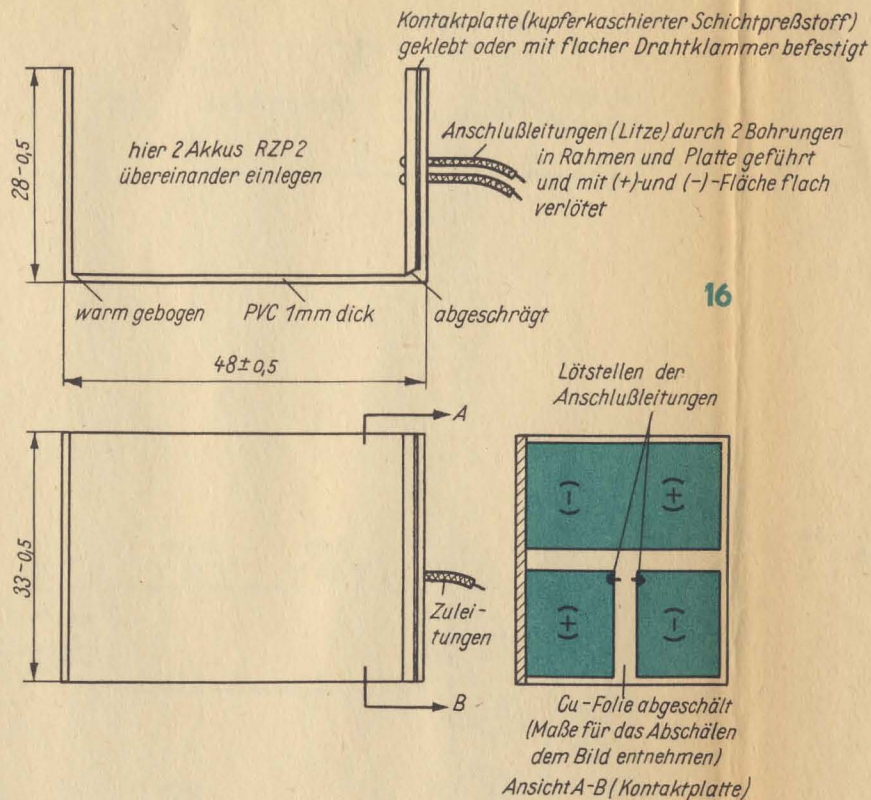 Kontaktplatte (kupferkaschierter Schichtpreßstoff)
geklebt oder mit flacher Drahtklammer befestigt
28-0,5
hier 2 Akkus RZP 2
übereinander einlegen
Anschlußleitungen (Litze) durch 2 Bohrungen
in Rahmen und Platte geführt
und mit (+)-und (-)-Fläche flach
verlötet
warm gebogen
PVC 1mm dick
abgeschrägt
16
48±0,5
Lötstellen der
Anschlußleitungen
A
33-0,5
(-)
(+)
(+)
(-)
Zulei-
tungen
B
Cu-Folie abgeschält
(Maße für das Abschälen
dem Bild entnehmen)
Ansicht A-B (Kontaktplatte)